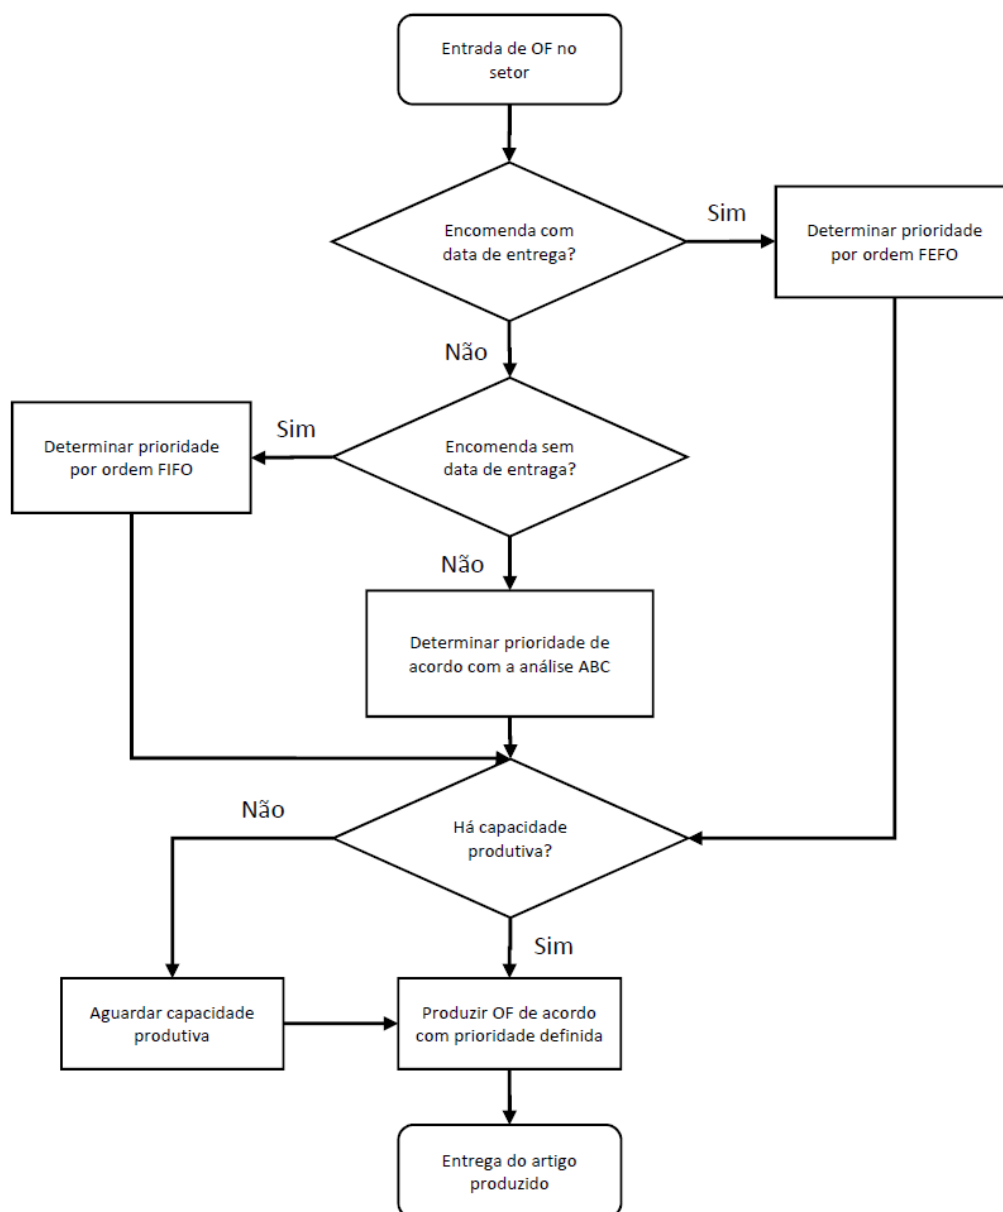 Entrada de OF no
setor
Encomenda com
data de entrega?
Sim
Determinar prioridade
por ordem FEFO
Não
Encomenda sem
data de entraga?
Sim
Determinar prioridade
por ordem FIFO
Não
Determinar prioridade de
acordo com a análise ABC
Há capacidade
produtiva?
Não
Sim
Aguardar capacidade
produtiva
Produzir OF de acordo
com prioridade definida
Entrega do artigo
produzido